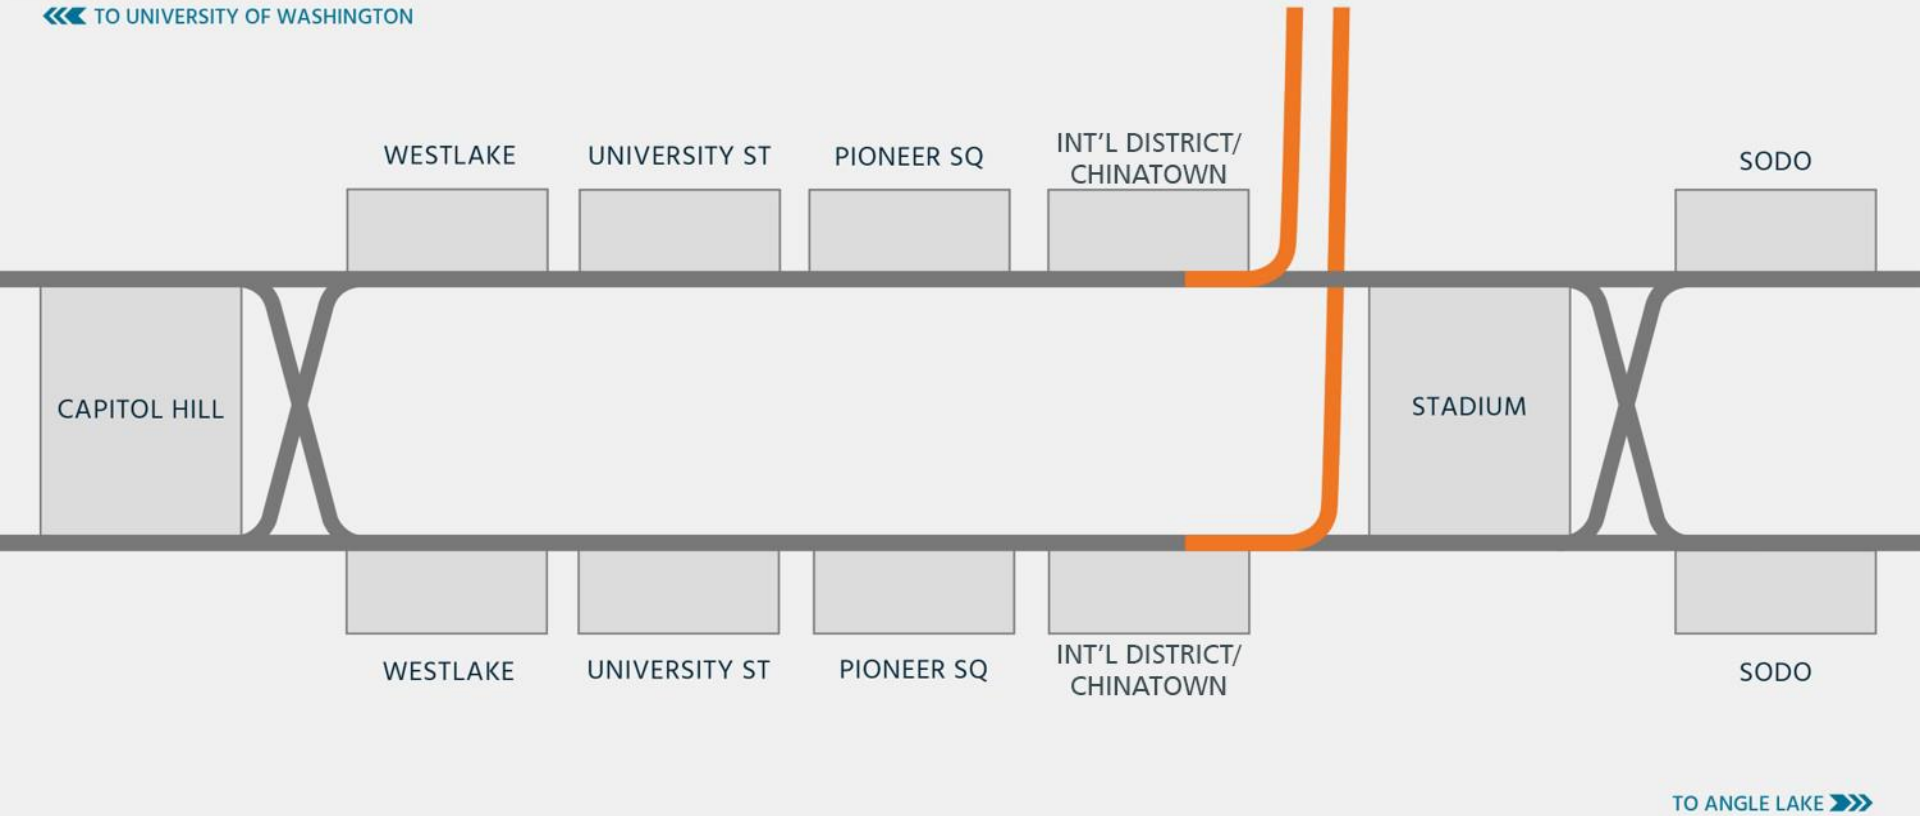 TO UNIVERSITY OF WASHINGTON
WESTLAKE
UNIVERSITY ST
PIONEER SQ
INT'L DISTRICT/
CHINATOWN
SODO
CAPITOL HILL
STADIUM
WESTLAKE
UNIVERSITY ST
PIONEER SQ
INT'L DISTRICT/
CHINATOWN
SODO
TO ANGLE LAKE